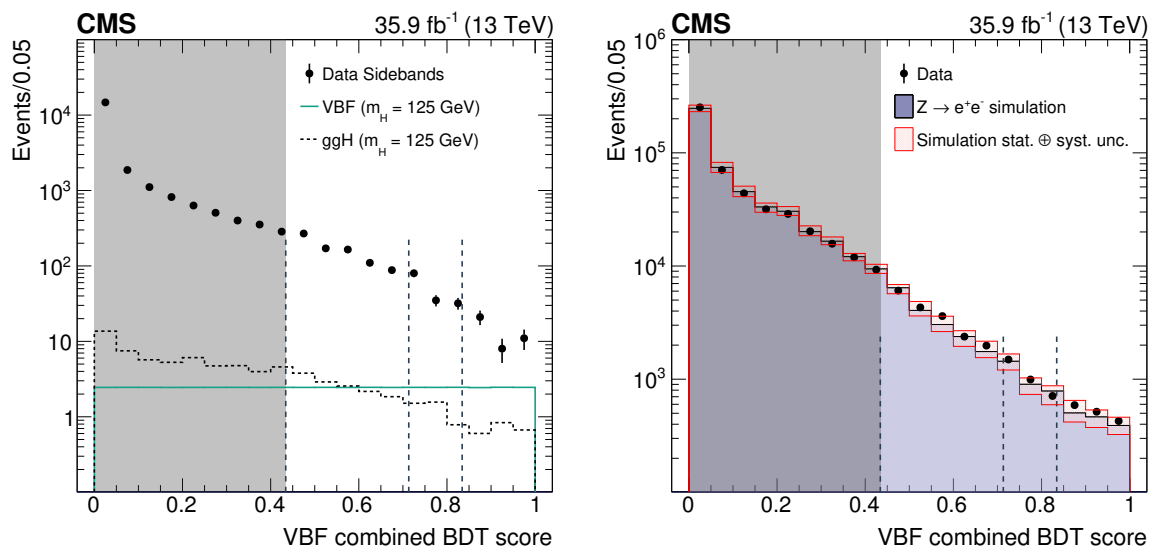 CMS 35.9 fb⁻¹ (13 TeV)
Events/0.05
Data Sidebands
VBF (m_H = 125 GeV)
ggH (m_H = 125 GeV)
10⁴
10³
10²
10
1
0 0.2 0.4 0.6 0.8 1
VBF combined BDT score
CMS 35.9 fb⁻¹ (13 TeV)
Events/0.05
Data
Z → e⁺e⁻ simulation
Simulation stat. ⊕ syst. unc.
10⁶
10⁵
10⁴
10³
0 0.2 0.4 0.6 0.8 1
VBF combined BDT score